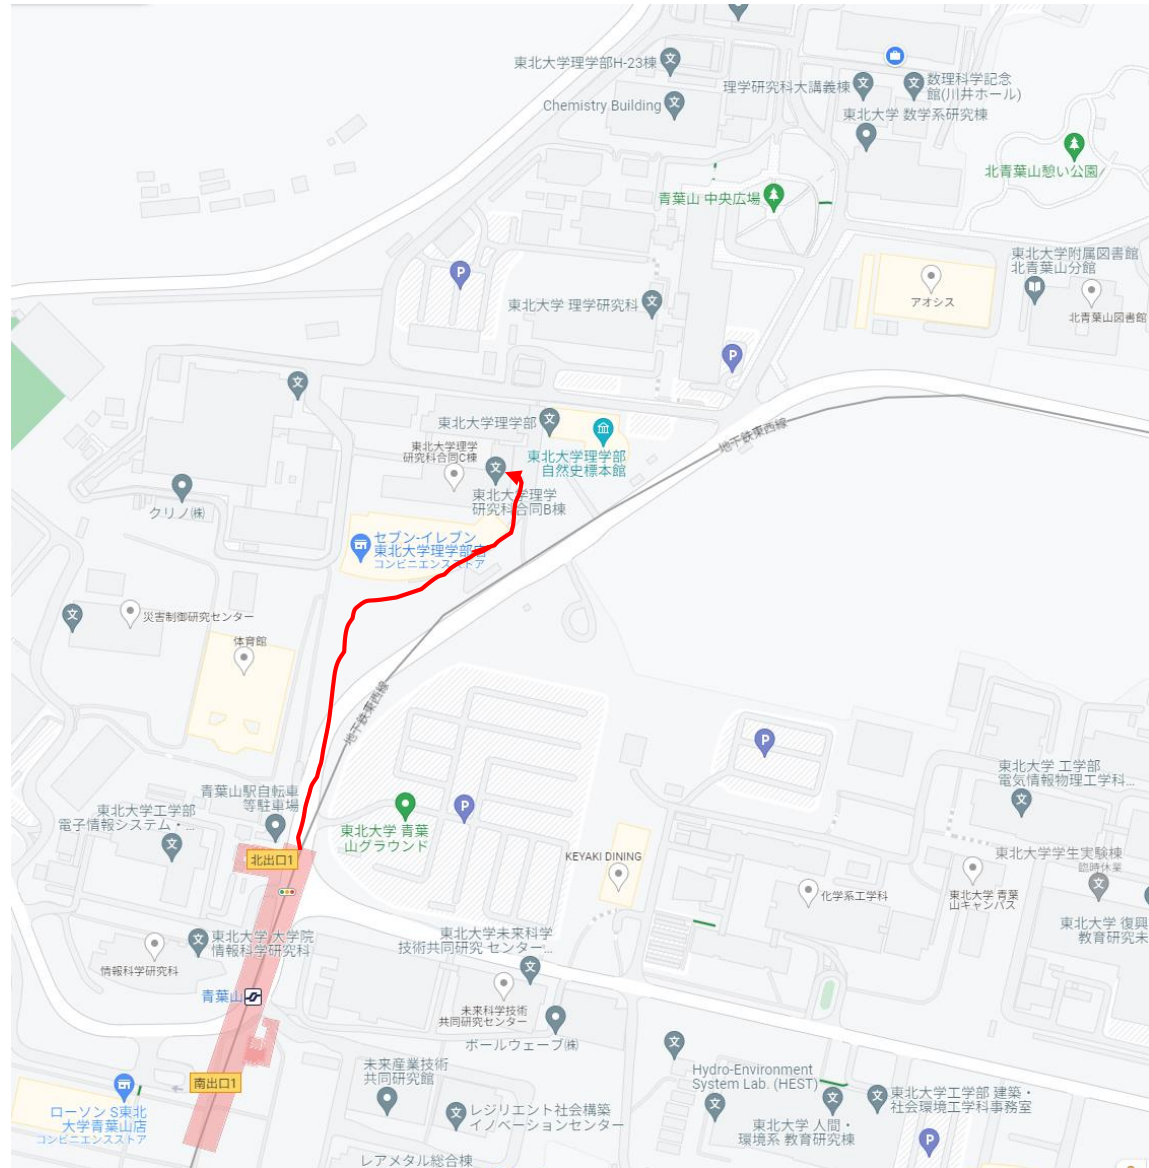 東北大学理学部H-23棟
Chemistry Building
理学研究科大講義棟
数理科学記念
館(川井ホール)
東北大学 数学系研究棟
北青葉山憩い公園
青葉山 中央広場
東北大学附属図書館
北青葉山分館
P
東北大学 理学研究科
アオシス
北青葉山図書館
P
東北大学理学部
地下鉄東西線
東北大学理学
研究科合同C棟
東北大学理学部
自然史標本館
東北大学理学
研究科合同B棟
クリノ㈱
セブン-イレブン
東北大学理学部店
コンビニエンスストア
災害制御研究センター
体育館
地下鉄東西線
P
東北大学 工学部
電気情報物理工学科...
青葉山駅自転車
等駐車場
東北大学工学部
電子情報システム・...
P
東北大学 青葉
山グラウンド
KEYAKI DINING
北出口1
東北大学学生実験棟
臨時休業
化学系工学科
東北大学 青葉
山キャンパス
東北大学 復興
教育研究未
東北大学 大学院
情報科学研究科
東北大学未来科学
技術共同研究 センター...
情報科学研究科
青葉山
未来科学技術
共同研究センター
ボールウェーブ㈱
南出口1
未来産業技術
共同研究館
Hydro-Environment
System Lab. (HEST)
東北大学工学部 建築・
社会環境工学科事務室
ローソン S東北
大学青葉山店
コンビニエンスストア
レジリエント社会構築
イノベーションセンター
東北大学 人間・
環境系 教育研究棟
P
レアメタル総合棟